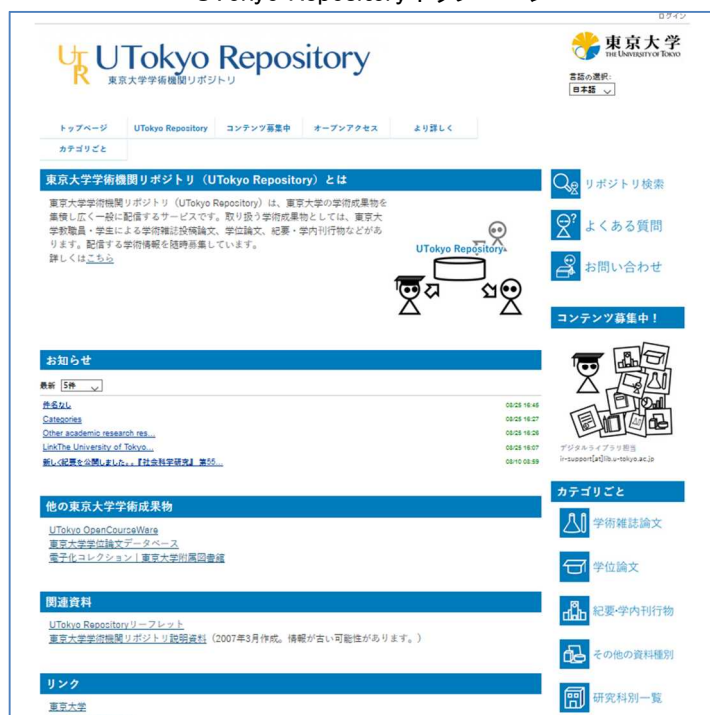 ログイン
UTR UTokyo Repository
東京大学学術機関リポジトリ
東京大学
THE UNIVERSITY OF TOKYO
言語の選択:
日本語
トップページ UTokyo Repository コンテンツ募集中 オープンアクセス より詳しく
カテゴリごと
東京大学学術機関リポジトリ（UTokyo Repository）とは
東京大学学術機関リポジトリ（UTokyo Repository）は、東京大学の学術成果物を
集積し広く一般に配信するサービスです。取り扱う学術成果物としては、東京大
学教職員・学生による学術雑誌投稿論文、学位論文、紀要・学内刊行物などがあ
ります。配信する学術情報を随時募集しています。
詳しくはこちら
UTokyo Repository
お知らせ
最新 5件
件名なし 08/25 16:45
Categories 08/25 16:27
Other academic research res... 08/25 16:26
LinkThe University of Tokyo... 08/25 16:07
新しく紀要を公開しました。。『社会科学研究』 第55... 08/10 08:59
他の東京大学学術成果物
UTokyo OpenCourseWare
東京大学学位論文データベース
電子化コレクション | 東京大学附属図書館
関連資料
UTokyo Repositoryリーフレット
東京大学学術機関リポジトリ説明資料（2007年3月作成。情報が古い可能性があります。）
リンク
東京大学
リポジトリ検索
よくある質問
お問い合わせ
コンテンツ募集中！
デジタルライブラリ担当
ir-support[at]lib.u-tokyo.ac.jp
カテゴリごと
学術雑誌論文
学位論文
紀要・学内刊行物
その他の資料種別
研究科別一覧